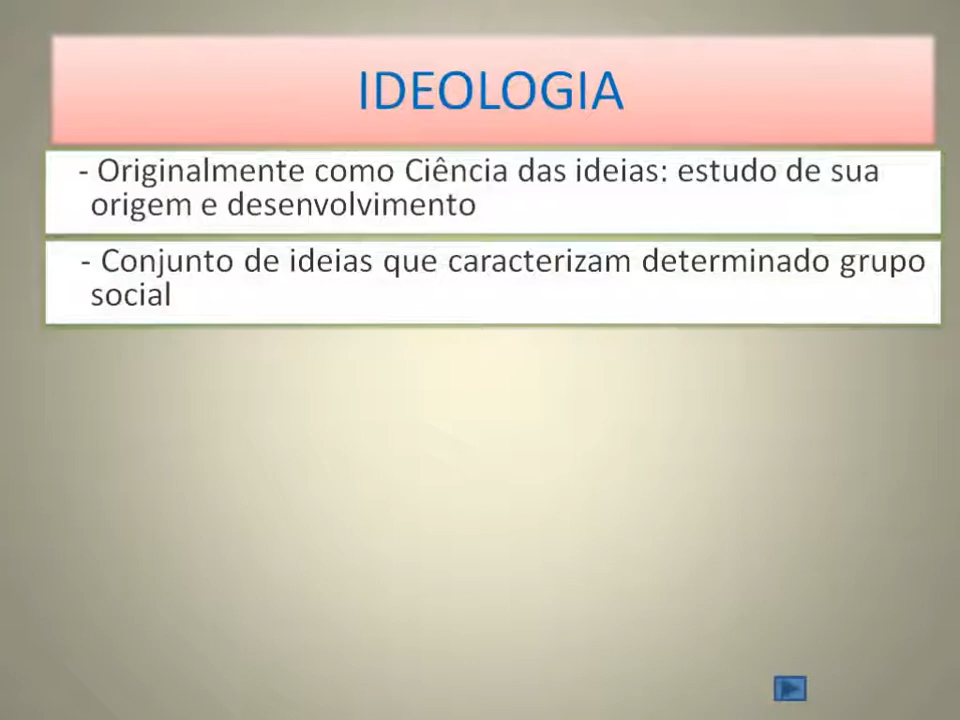 IDEOLOGIA
- Originalmente como Ciência das ideias: estudo de sua
origem e desenvolvimento
- Conjunto de ideias que caracterizam determinado grupo
social